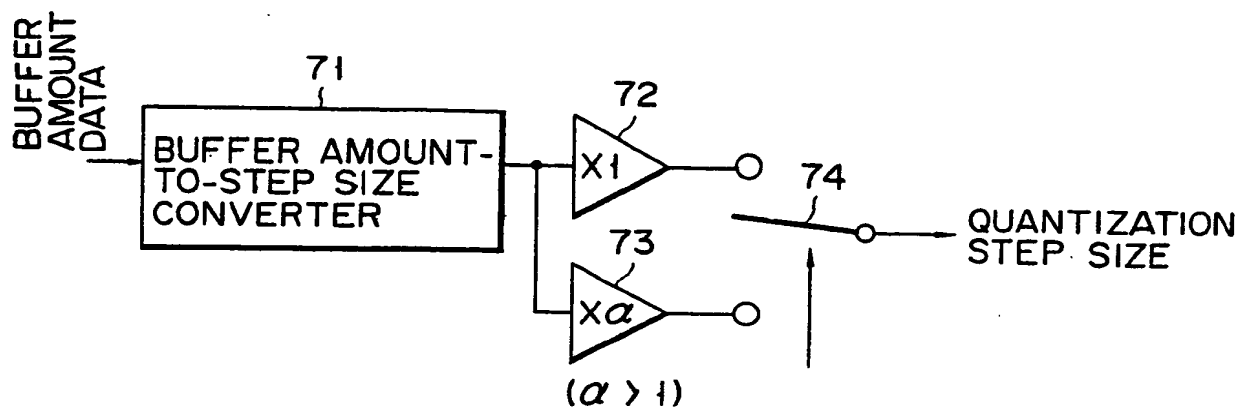 BUFFER
AMOUNT
DATA
71
BUFFER AMOUNT-
TO-STEP SIZE
CONVERTER
72
X1
73
Xα
(α > 1)
74
QUANTIZATION
STEP SIZE